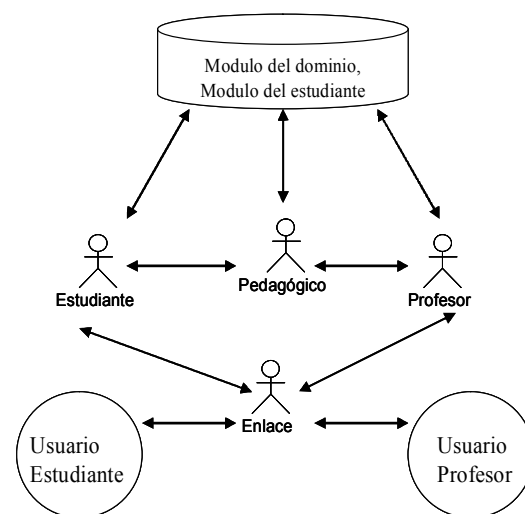 Modulo del dominio,
Modulo del estudiante
Estudiante
Pedagógico
Profesor
Enlace
Usuario
Estudiante
Usuario
Profesor